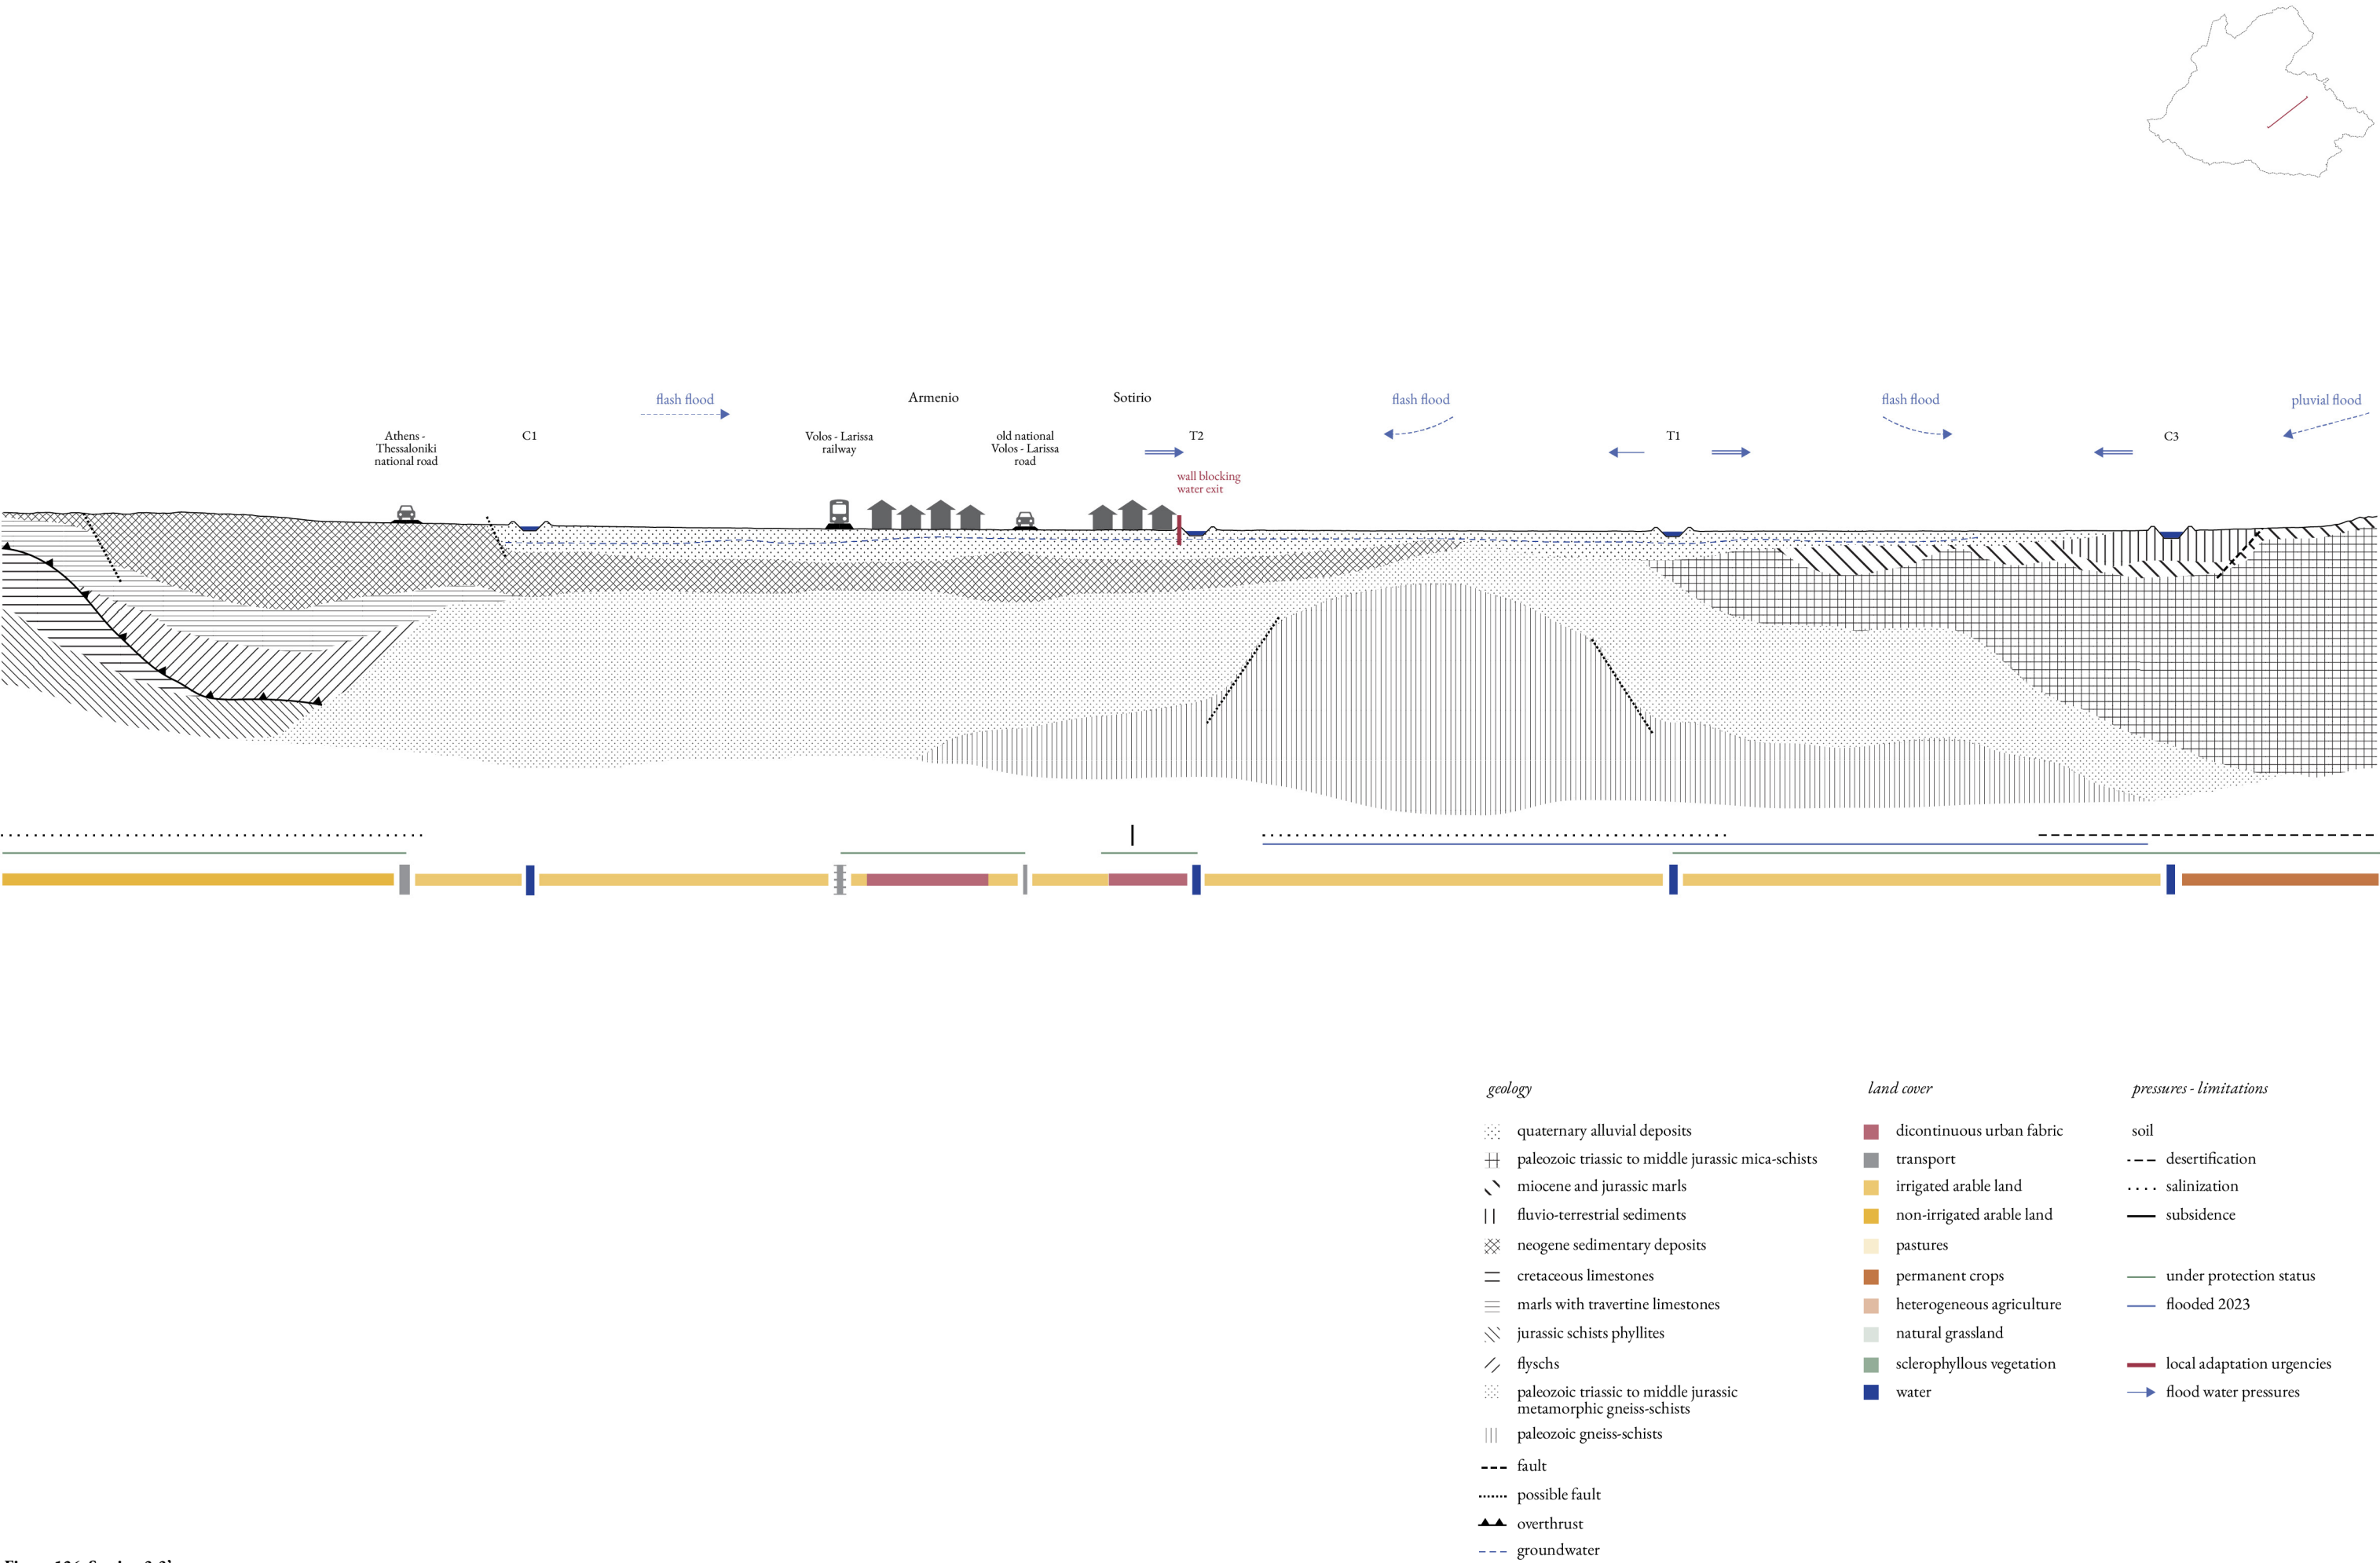 flash flood
Armenio
Sotirio
flash flood
flash flood
pluvial flood
Athens -
Thessaloniki
national road
C1
Volos - Larissa
railway
old national
Volos - Larissa
road
T2
T1
C3
wall blocking
water exit
geology
quaternary alluvial deposits
paleozoic triassic to middle jurassic mica-schists
miocene and jurassic marls
fluvio-terrestrial sediments
neogene sedimentary deposits
cretaceous limestones
marls with travertine limestones
jurassic schists phyllites
flyschs
paleozoic triassic to middle jurassic
metamorphic gneiss-schists
paleozoic gneiss-schists
fault
possible fault
overthrust
groundwater
land cover
dicontinuous urban fabric
transport
irrigated arable land
non-irrigated arable land
pastures
permanent crops
heterogeneous agriculture
natural grassland
sclerophyllous vegetation
water
pressures - limitations
soil
desertification
salinization
subsidence
under protection status
flooded 2023
local adaptation urgencies
flood water pressures